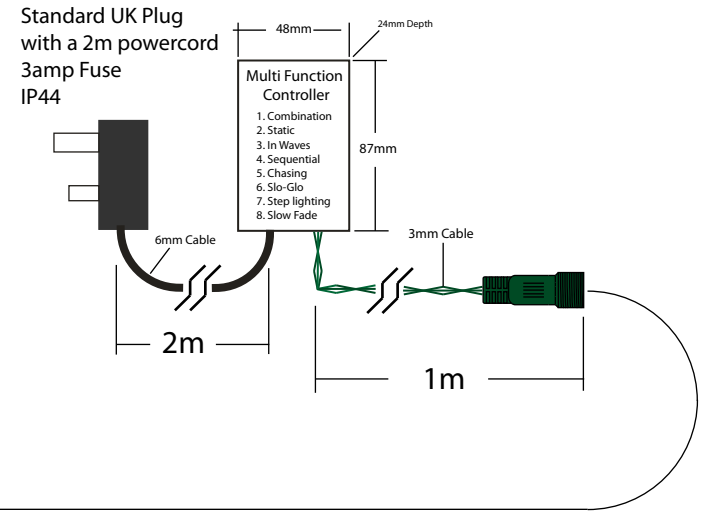 Standard UK Plug
with a 2m powercord
3amp Fuse
IP44
48mm
24mm Depth
Multi Function
Controller
1. Combination
2. Static
3. In Waves
4. Sequential
5. Chasing
6. Slo-Glo
7. Step lighting
8. Slow Fade
87mm
6mm Cable
3mm Cable
2m
1m